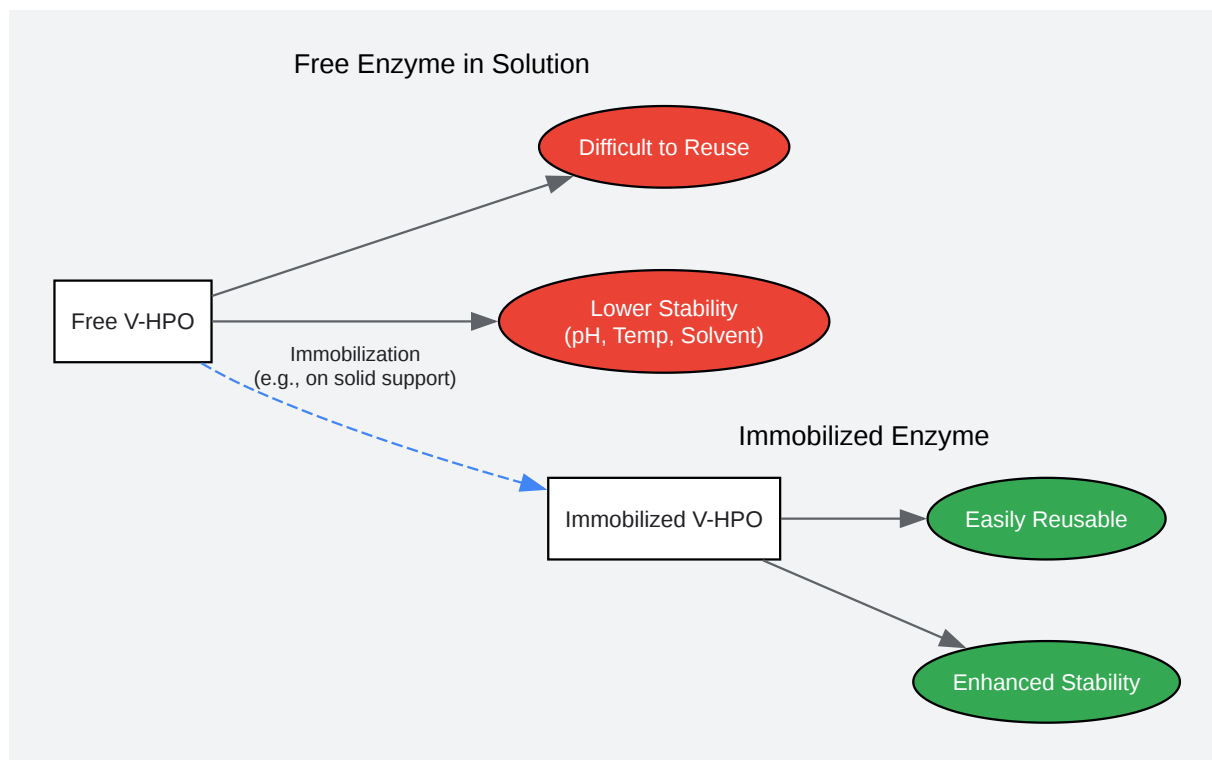 Free Enzyme in Solution
Difficult to Reuse
Free V-HPO
Lower Stability
(pH, Temp, Solvent)
Immobilization
(e.g., on solid support)
Immobilized Enzyme
Immobilized V-HPO
Easily Reusable
Enhanced Stability